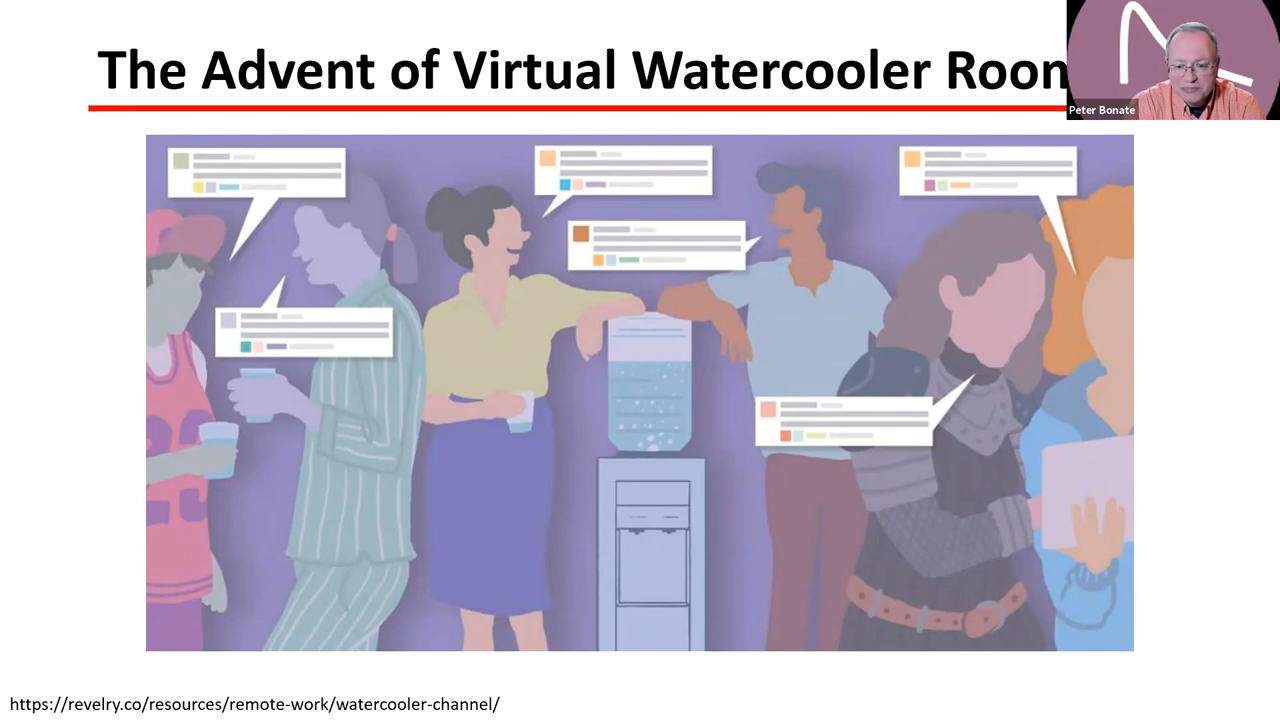 The Advent of Virtual Watercooler Room
Peter Bonate
https://revelry.co/resources/remote-work/watercooler-channel/